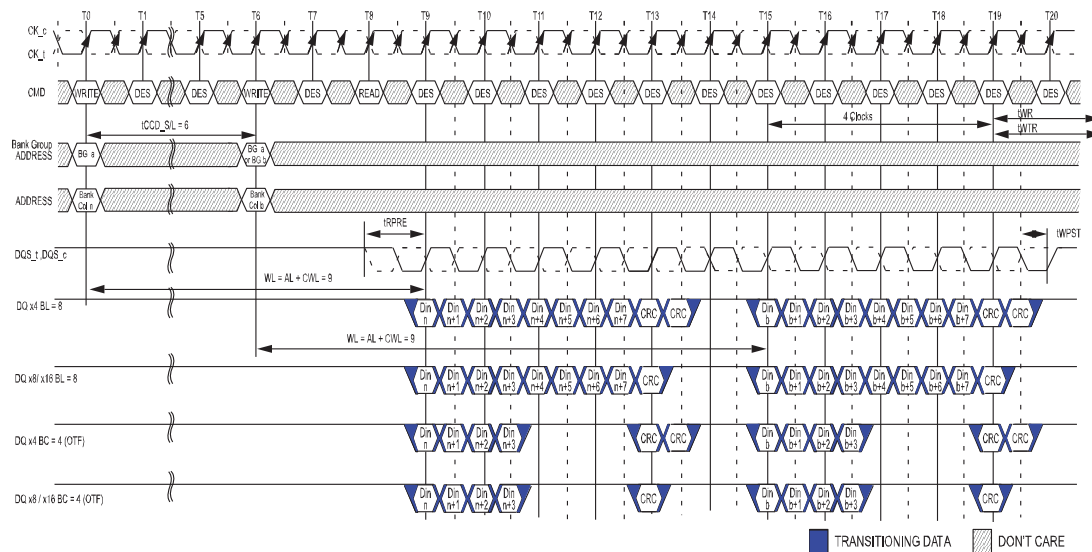 T0 T1 T5 T6 T7 T8 T9 T10 T11 T12 T13 T14 T15 T16 T17 T18 T19 T20
CK_c
CK_t
CMD WRITE DES DES WRITE DES READ DES DES DES DES DES DES DES DES DES DES DES DES
tCCD_S/L = 6
4 Clocks
tWR
tWTR
Bank Group
ADDRESS
BG a
BG a
or BG b
ADDRESS
Bank
Col n
Bank
Col b
tRPRE
tWPST
DQS_t ,DQS_c
WL = AL + CWL = 9
DQ x4 BL = 8
Din n Din n+1 Din n+2 Din n+3 Din n+4 Din n+5 Din n+6 Din n+7 CRC CRC Din b Din b+1 Din b+2 Din b+3 Din b+4 Din b+5 Din b+6 Din b+7 CRC CRC
WL = AL + CWL = 9
DQ x8/ x16 BL = 8
Din n Din n+1 Din n+2 Din n+3 Din n+4 Din n+5 Din n+6 Din n+7 CRC Din b Din b+1 Din b+2 Din b+3 Din b+4 Din b+5 Din b+6 Din b+7 CRC
DQ x4 BC = 4 (OTF)
Din n Din n+1 Din n+2 Din n+3 CRC CRC Din b Din b+1 Din b+2 Din b+3 CRC CRC
DQ x8 / x16 BC = 4 (OTF)
Din n Din n+1 Din n+2 Din n+3 CRC Din b Din b+1 Din b+2 Din b+3 CRC
TRANSITIONING DATA
DON'T CARE